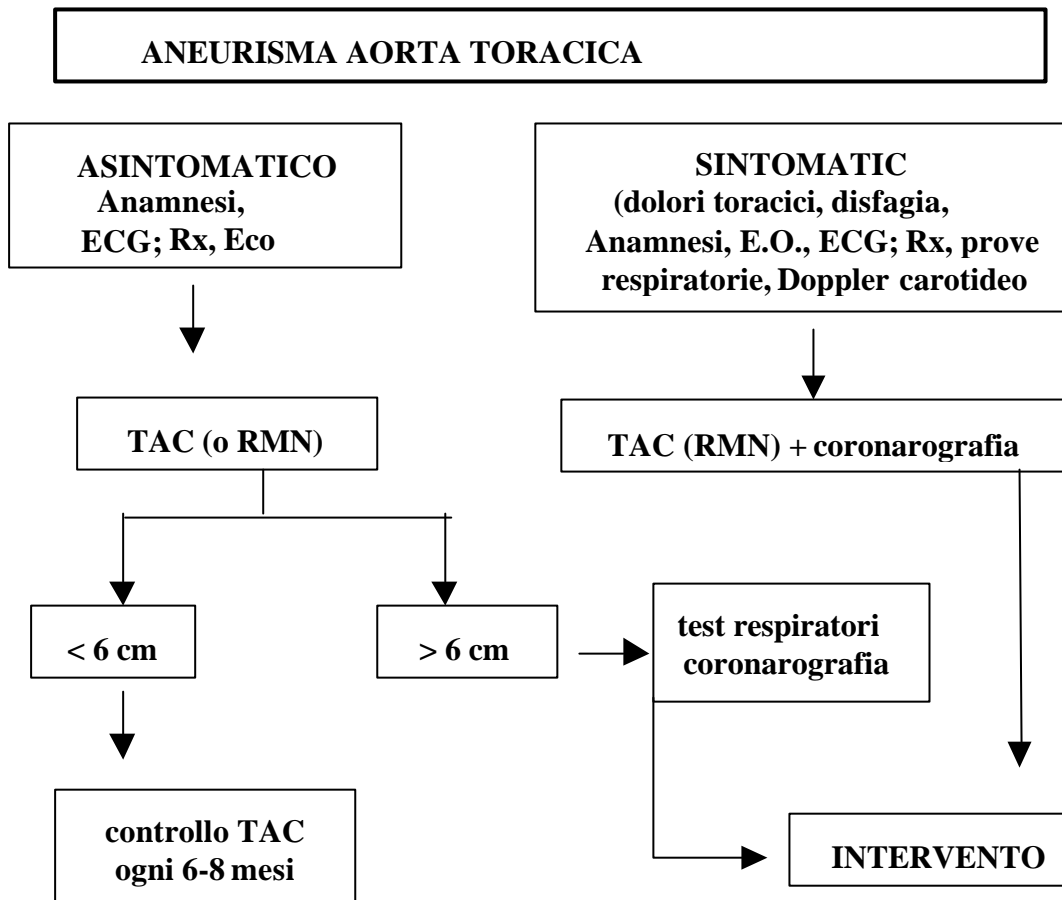 ANEURISMA AORTA TORACICA
ASINTOMATICO
Anamnesi,
ECG; Rx, Eco
SINTOMATIC
(dolori toracici, disfagia,
Anamnesi, E.O., ECG; Rx, prove
respiratorie, Doppler carotideo
TAC (o RMN)
TAC (RMN) + coronarografia
< 6 cm
> 6 cm
test respiratori
coronarografia
controllo TAC
ogni 6-8 mesi
INTERVENTO